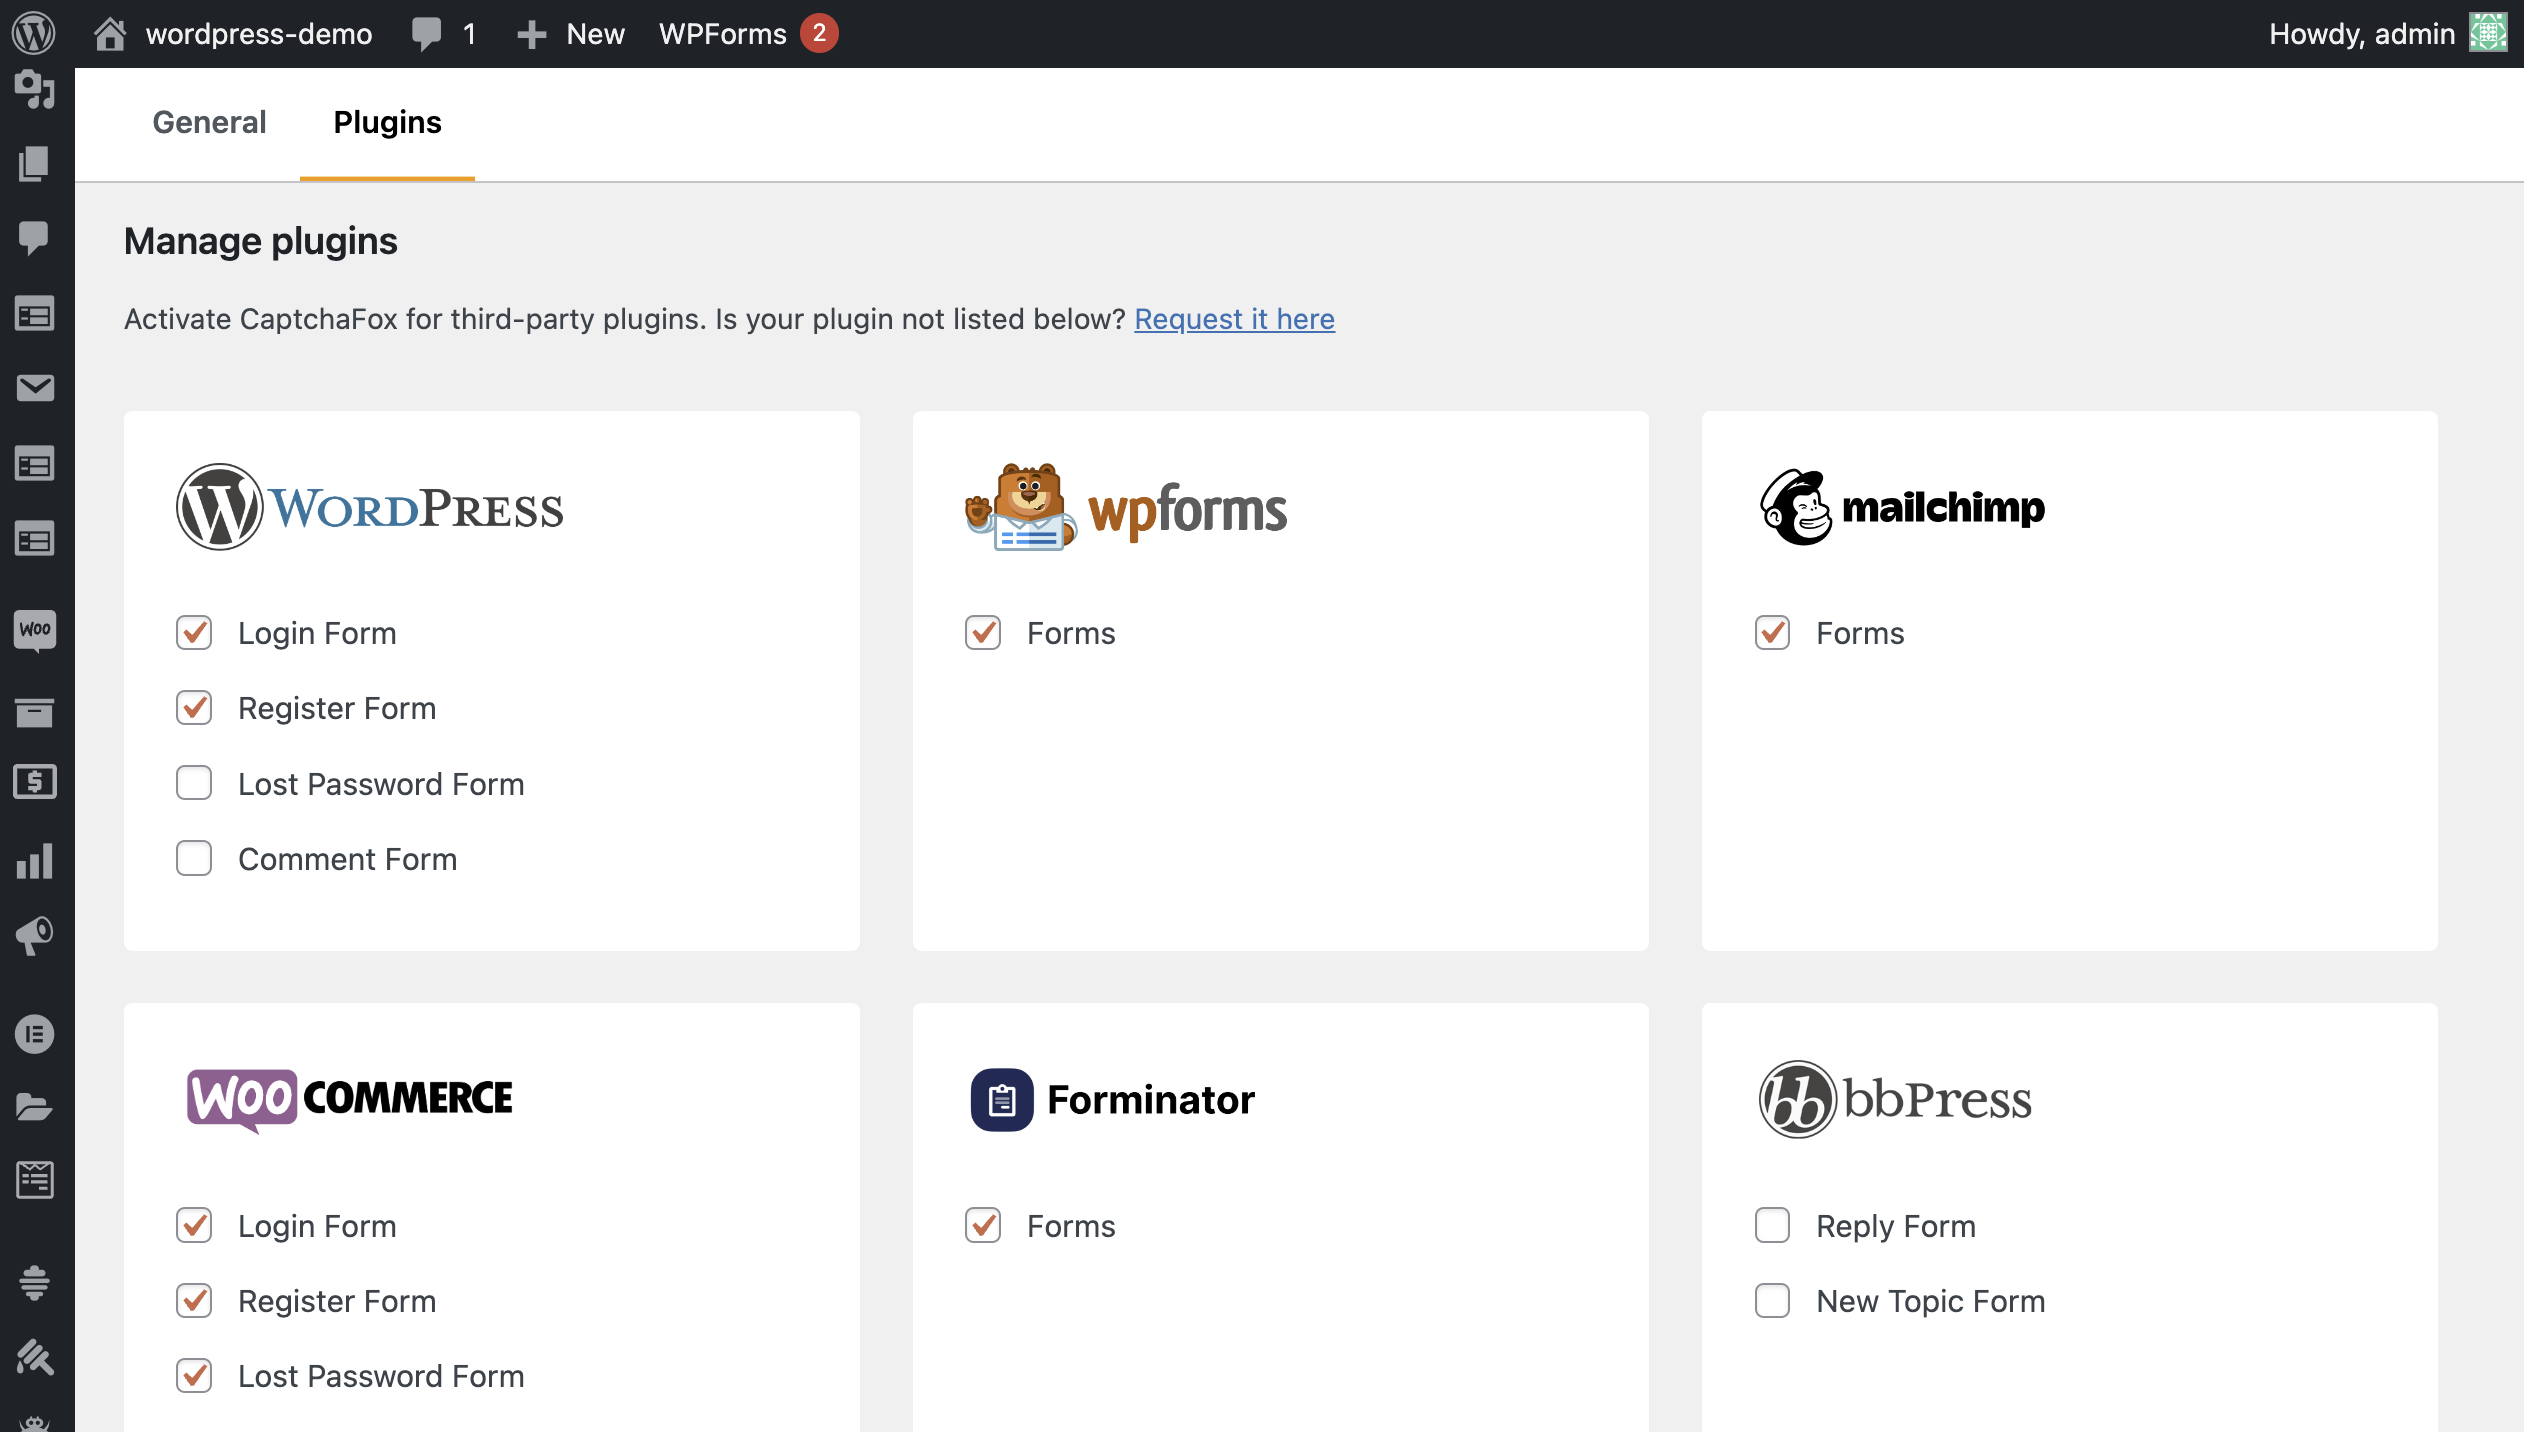 wordpress-demo 1 New WPForms 2 Howdy, admin
General Plugins
Manage plugins
Activate CaptchaFox for third-party plugins. Is your plugin not listed below? Request it here
WORDPRESS
Login Form
Register Form
Lost Password Form
Comment Form
wpforms
Forms
mailchimp
Forms
WOO COMMERCE
Login Form
Register Form
Lost Password Form
Forminator
Forms
bb bbPress
Reply Form
New Topic Form
Woo